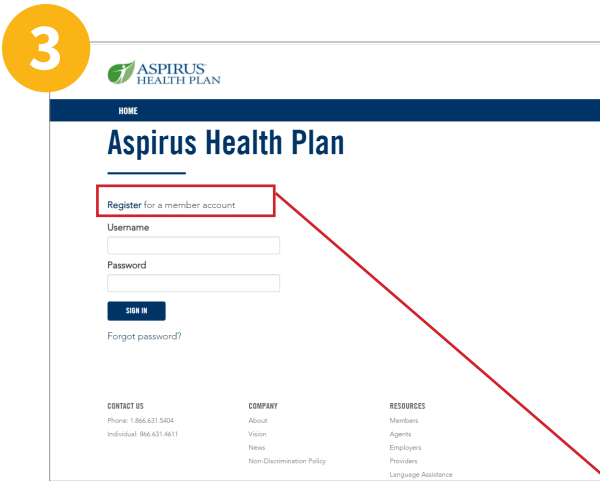 3
ASPIRUS
HEALTH PLAN
HOME
Aspirus Health Plan
Register for a member account
Username
Password
SIGN IN
Forgot password?
CONTACT US
Phone: 1.866.631.5404
Individual: 866.631.4611
COMPANY
About
Vision
News
Non-Discrimination Policy
RESOURCES
Members
Agents
Employers
Providers
Language Assistance